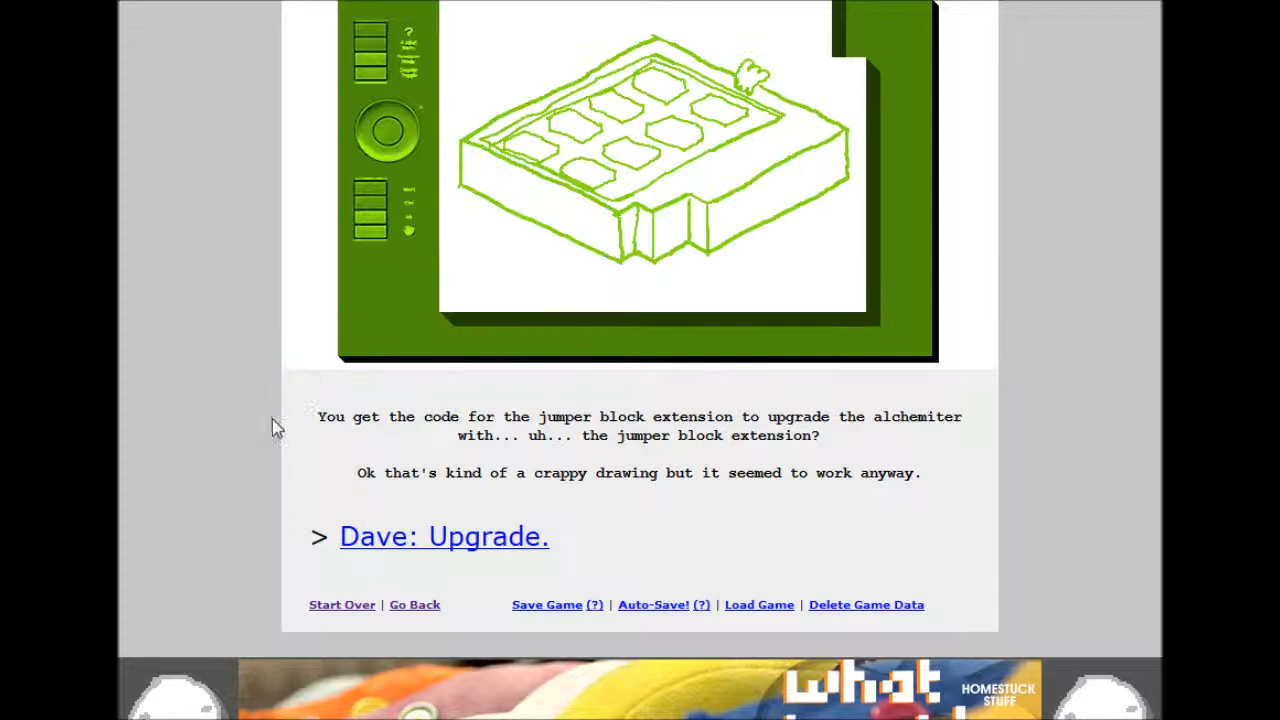 ?
You get the code for the jumper block extension to upgrade the alchemiter
with... uh... the jumper block extension?
Ok that's kind of a crappy drawing but it seemed to work anyway.
> Dave: Upgrade.
Start Over | Go Back Save Game (?) | Auto-Save! (?) | Load Game | Delete Game Data
what
HOMESTUCK
STUFF